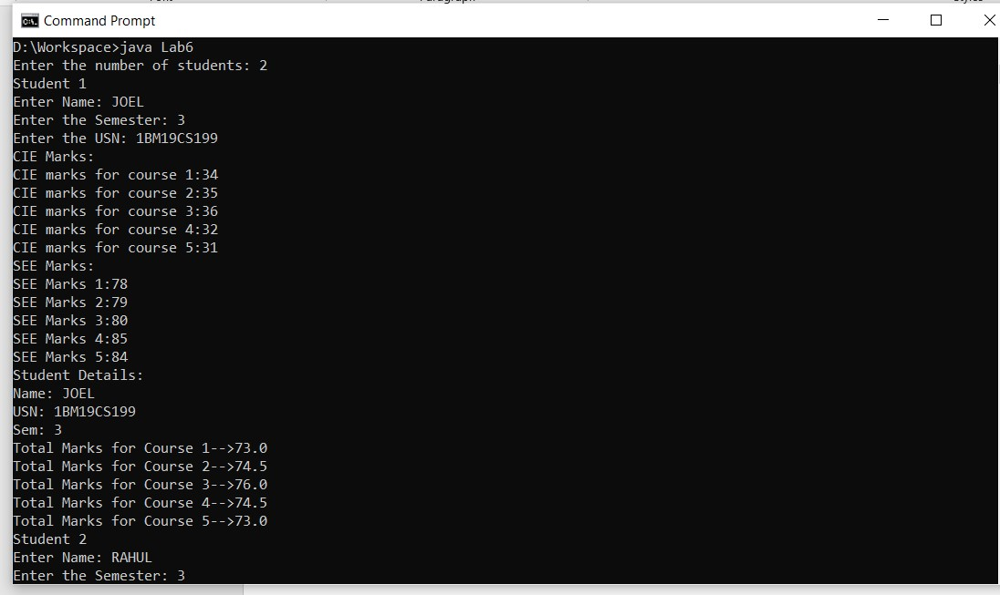 Command Prompt
D:\Workspace>java Lab6
Enter the number of students: 2
Student 1
Enter Name: JOEL
Enter the Semester: 3
Enter the USN: 1BM19CS199
CIE Marks:
CIE marks for course 1:34
CIE marks for course 2:35
CIE marks for course 3:36
CIE marks for course 4:32
CIE marks for course 5:31
SEE Marks:
SEE Marks 1:78
SEE Marks 2:79
SEE Marks 3:80
SEE Marks 4:85
SEE Marks 5:84
Student Details:
Name: JOEL
USN: 1BM19CS199
Sem: 3
Total Marks for Course 1-->73.0
Total Marks for Course 2-->74.5
Total Marks for Course 3-->76.0
Total Marks for Course 4-->74.5
Total Marks for Course 5-->73.0
Student 2
Enter Name: RAHUL
Enter the Semester: 3